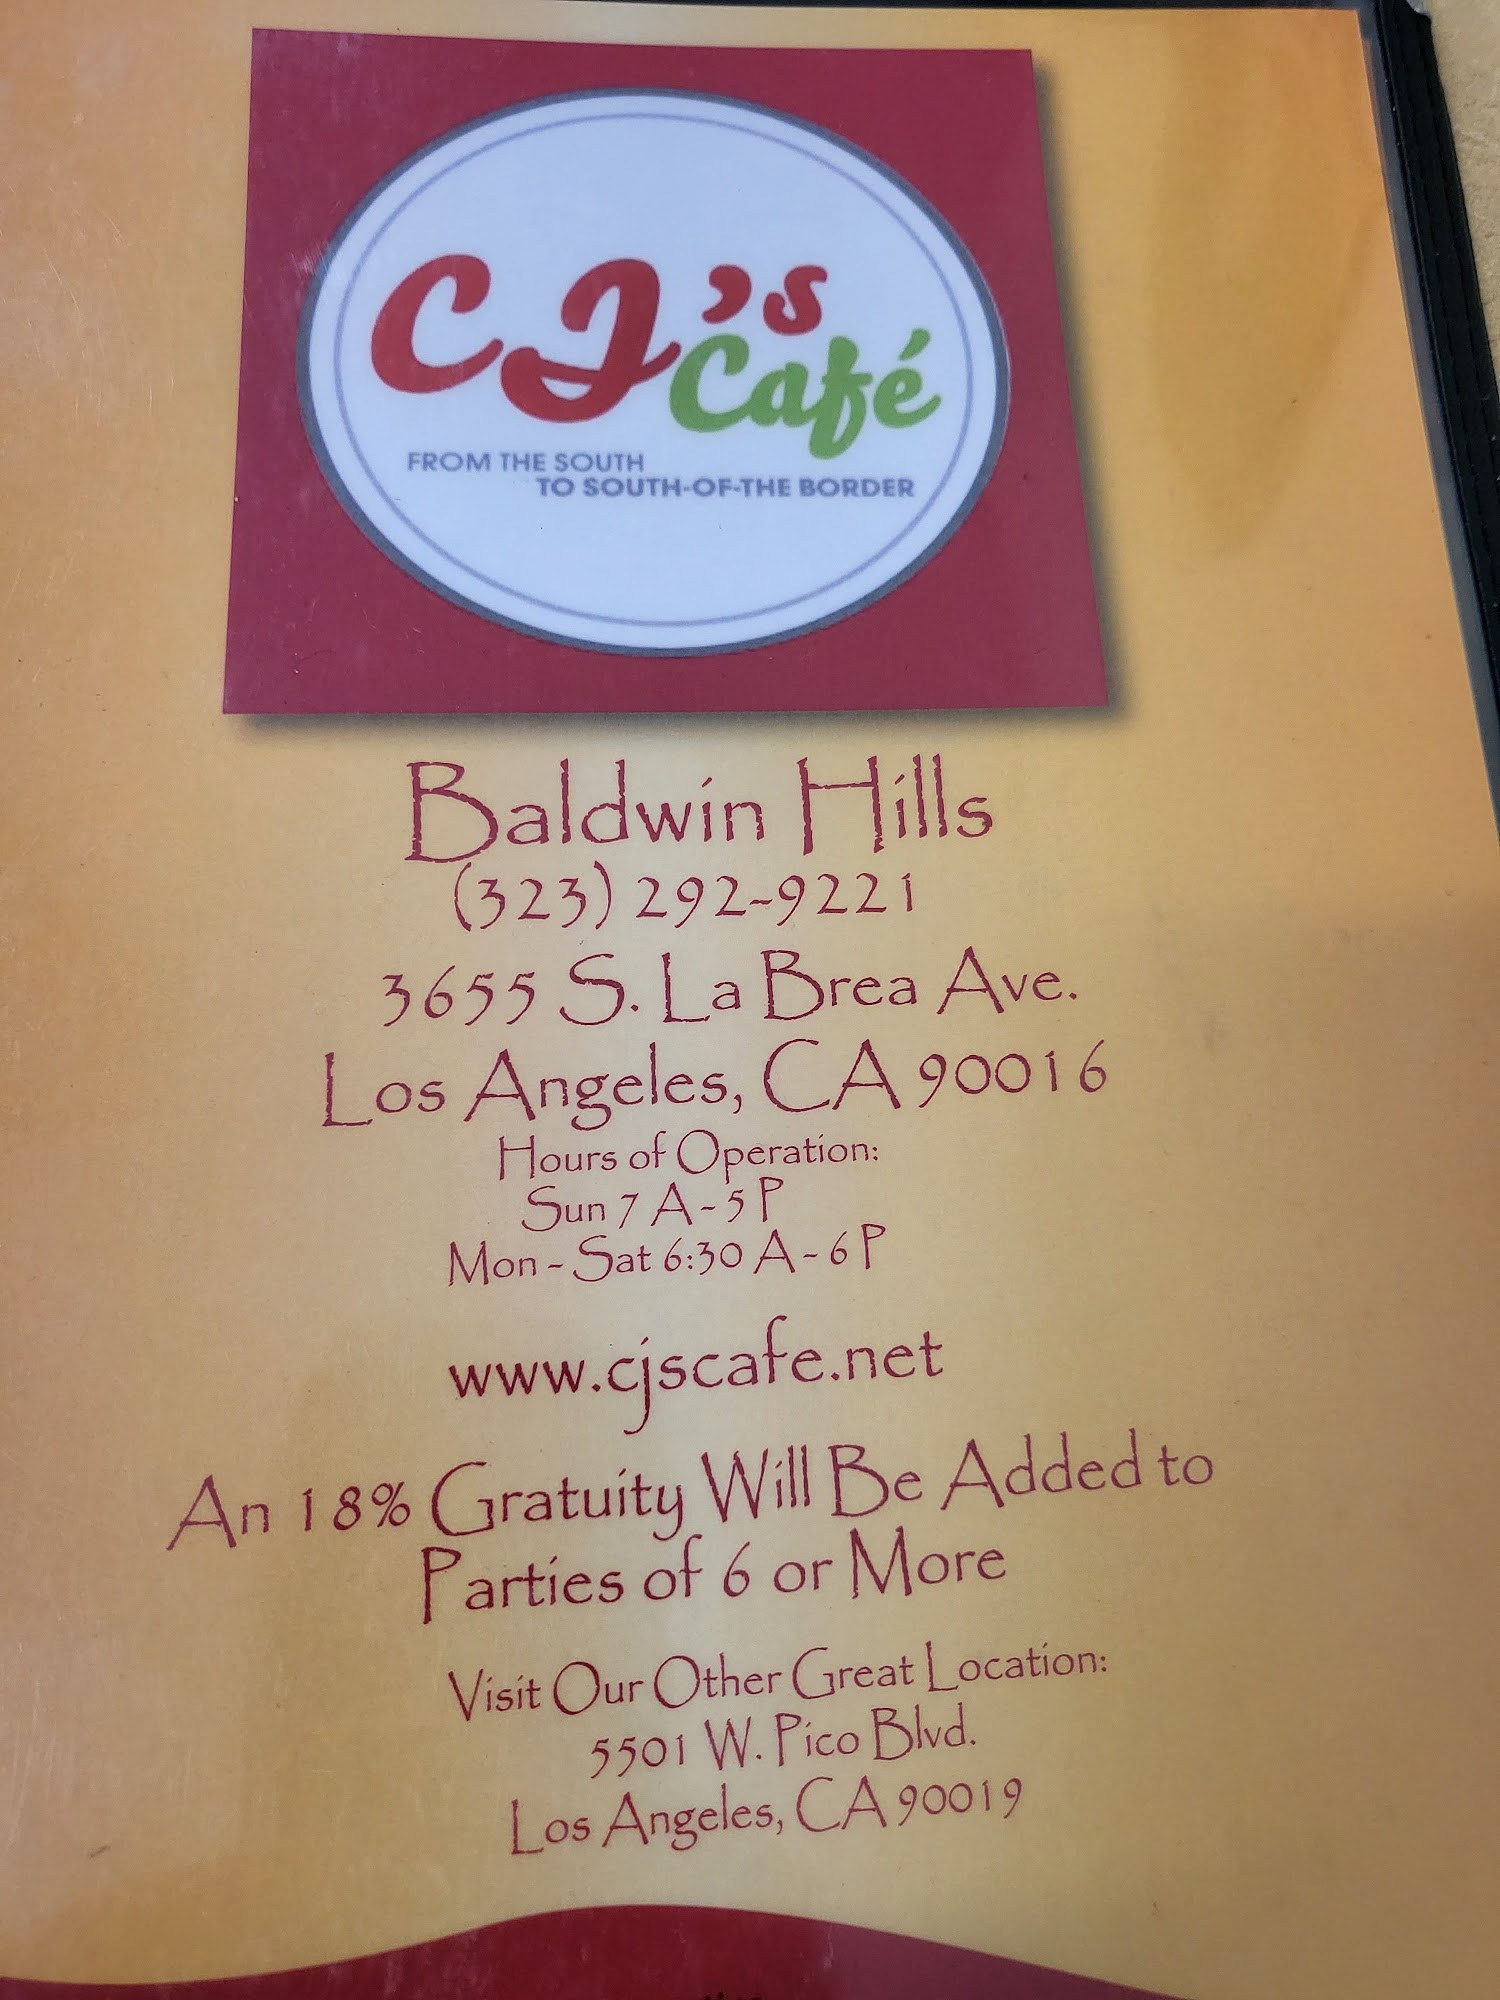 CJ's
Café
FROM THE SOUTH
TO SOUTH-OF-THE BORDER
Baldwin Hills
(323) 292-9221
3655 S. La Brea Ave.
Los Angeles, CA 90016
Hours of Operation:
Sun 7 A - 5 P
Mon - Sat 6:30 A - 6 P
www.cjscafe.net
An 18% Gratuity Will Be Added to
Parties of 6 or More
Visit Our Other Great Location:
5501 W. Pico Blvd.
Los Angeles, CA 90019